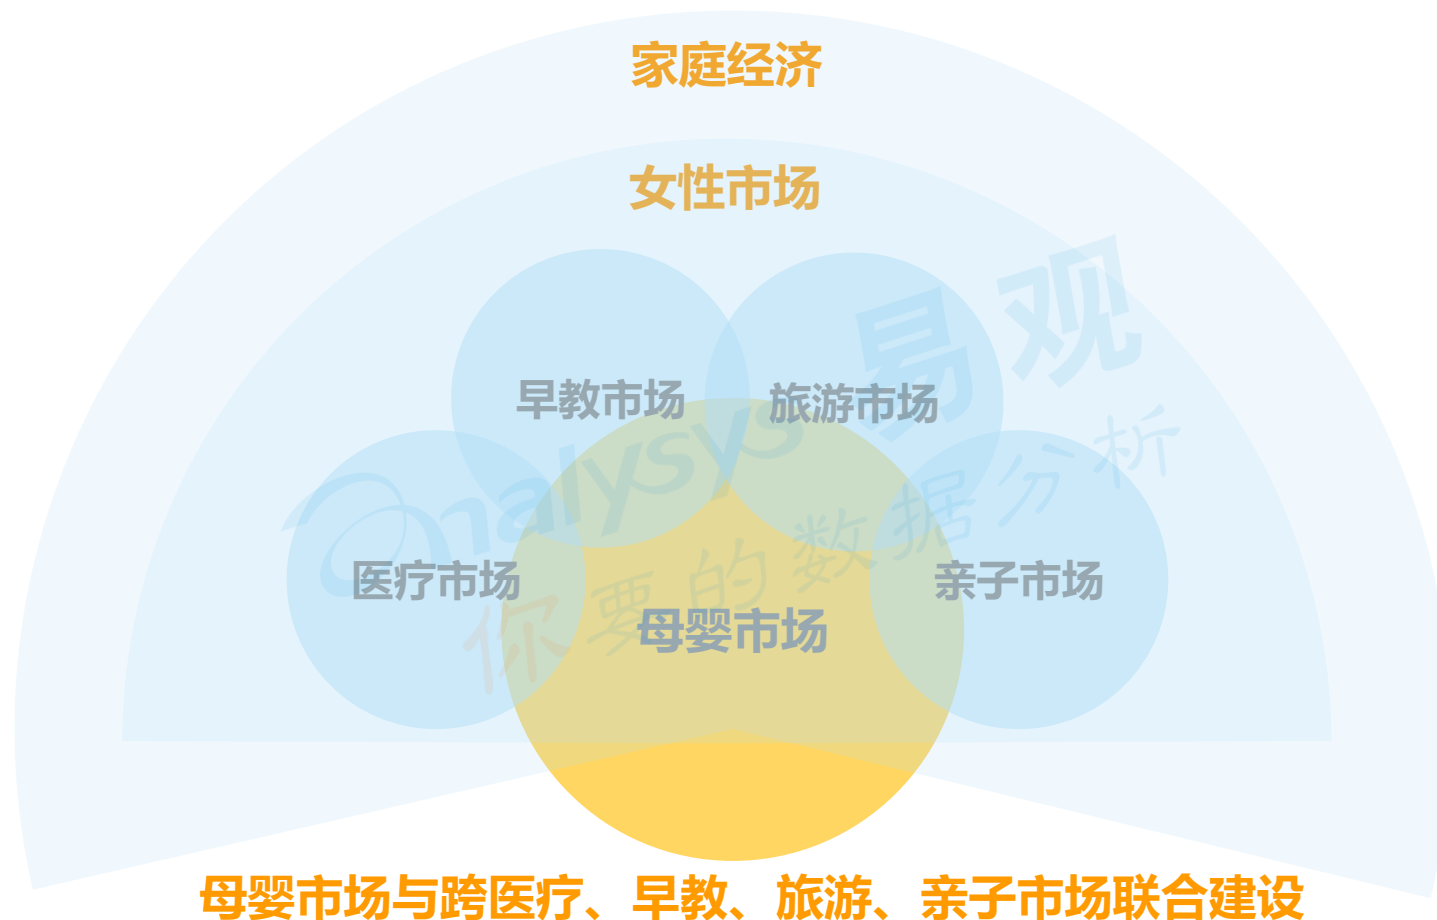 家庭经济
女性市场
早教市场
旅游市场
医疗市场
亲子市场
母婴市场
analysys 易观
你要的数据分析
母婴市场与跨医疗、早教、旅游、亲子市场联合建设